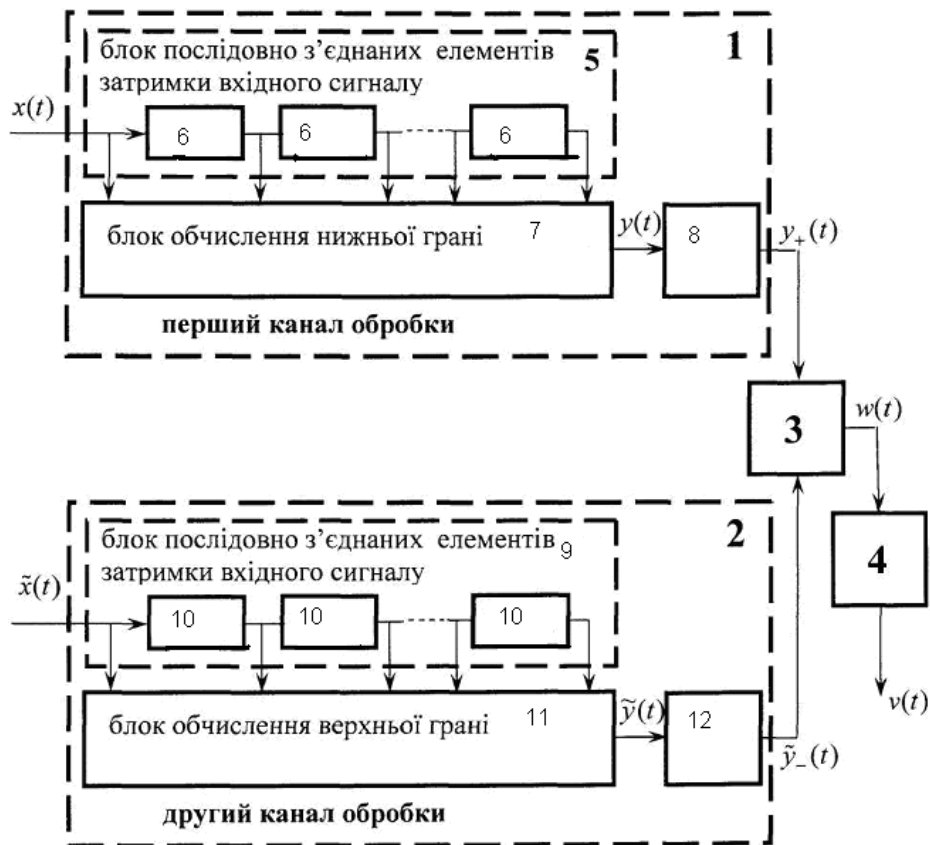 блок послідовно з’єднаних елементів
затримки вхідного сигналу
5
1
x(t)
6
6
6
блок обчислення нижньої грані
7
y(t)
8
y₊(t)
перший канал обробки
3
w(t)
4
v(t)
блок послідовно з’єднаних елементів
затримки вхідного сигналу
9
2
x̃(t)
10
10
10
блок обчислення верхньої грані
11
ỹ(t)
12
ỹ₋(t)
другий канал обробки